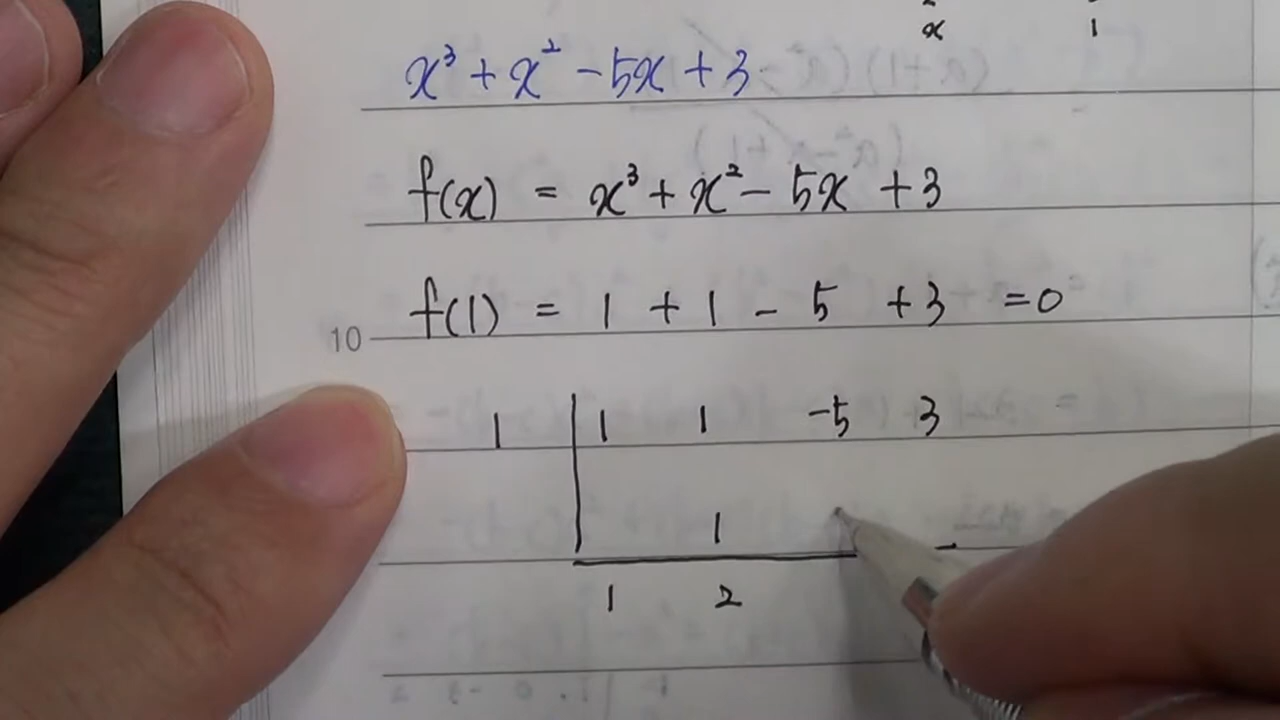 x 1
x³ + x² - 5x + 3
f(x) = x³ + x² - 5x + 3
f(1) = 1 + 1 - 5 + 3 = 0
10
1 | 1 1 -5 3
1
1 2